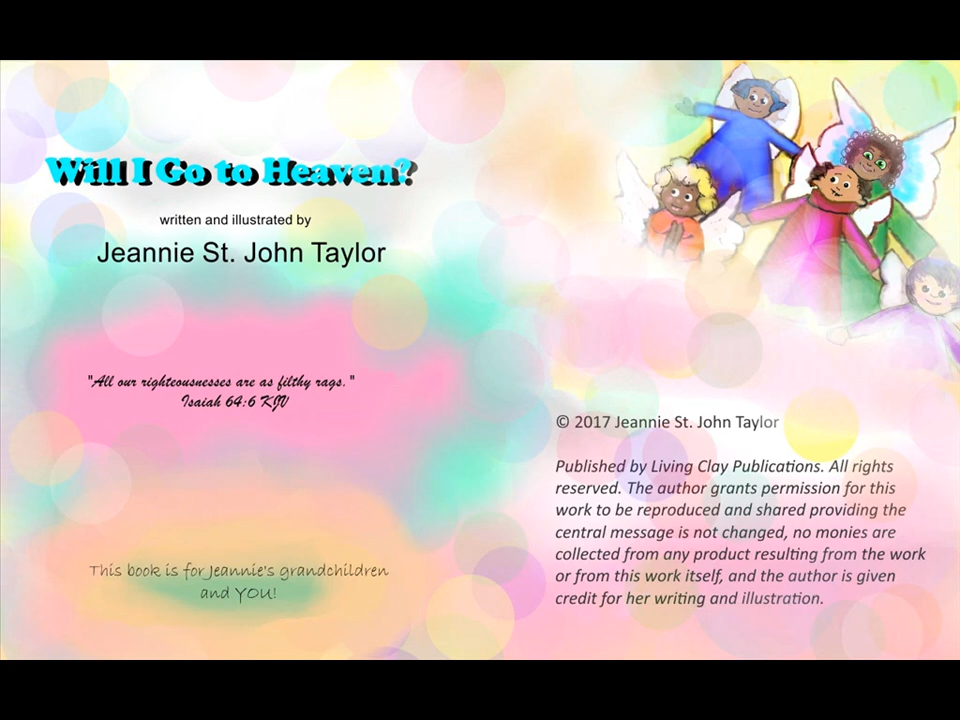 Will I Go to Heaven?
written and illustrated by
Jeannie St. John Taylor
"All our righteousnesses are as filthy rags."
Isaiah 64:6 KJV
This book is for Jeannie's grandchildren
and YOU!
© 2017 Jeannie St. John Taylor
Published by Living Clay Publications. All rights
reserved. The author grants permission for this
work to be reproduced and shared providing the
central message is not changed, no monies are
collected from any product resulting from the work
or from this work itself, and the author is given
credit for her writing and illustration.